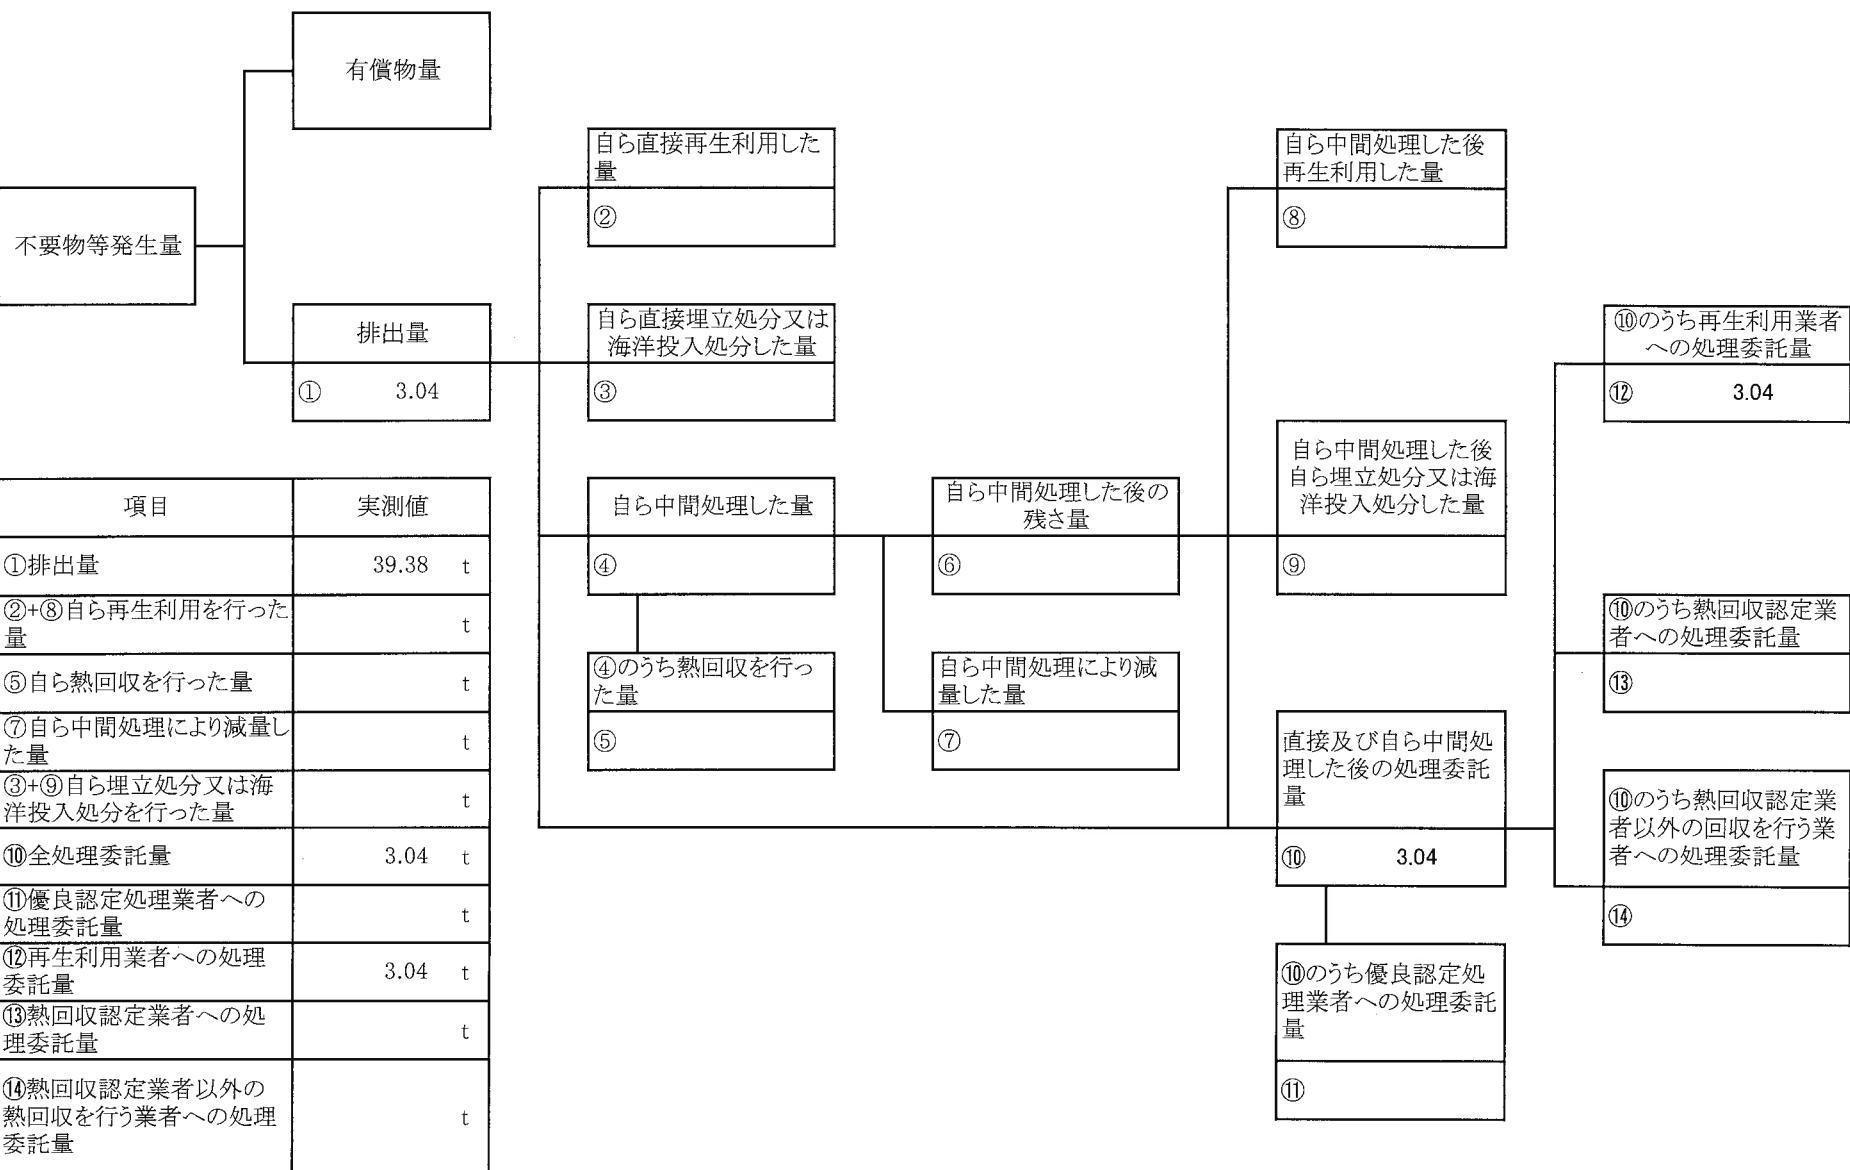 有償物量
自ら直接再生利用した
量
②
自ら中間処理した後
再生利用した量
⑧
不要物等発生量
排出量
① 3.04
自ら直接埋立処分又は
海洋投入処分した量
③
⑩のうち再生利用業者
への処理委託量
⑫ 3.04
自ら中間処理した量
④
自ら中間処理した後の
残さ量
⑥
自ら中間処理した後
自ら埋立処分又は海
洋投入処分した量
⑨
④のうち熱回収を行っ
た量
⑤
自ら中間処理により減
量した量
⑦
⑩のうち熱回収認定業
者への処理委託量
⑬
直接及び自ら中間処
理した後の処理委託
量
⑩ 3.04
⑩のうち熱回収認定業
者以外の回収を行う業
者への処理委託量
⑭
⑩のうち優良認定処
理業者への処理委託
量
⑪
項目 実測値
①排出量 39.38 t
②+⑧自ら再生利用を行った
量 t
⑤自ら熱回収を行った量 t
⑦自ら中間処理により減量し
た量 t
③+⑨自ら埋立処分又は海
洋投入処分を行った量 t
⑩全処理委託量 3.04 t
⑪優良認定処理業者への
処理委託量 t
⑫再生利用業者への処理
委託量 3.04 t
⑬熱回収認定業者への処
理委託量 t
⑭熱回収認定業者以外の
熱回収を行う業者への処理
委託量 t